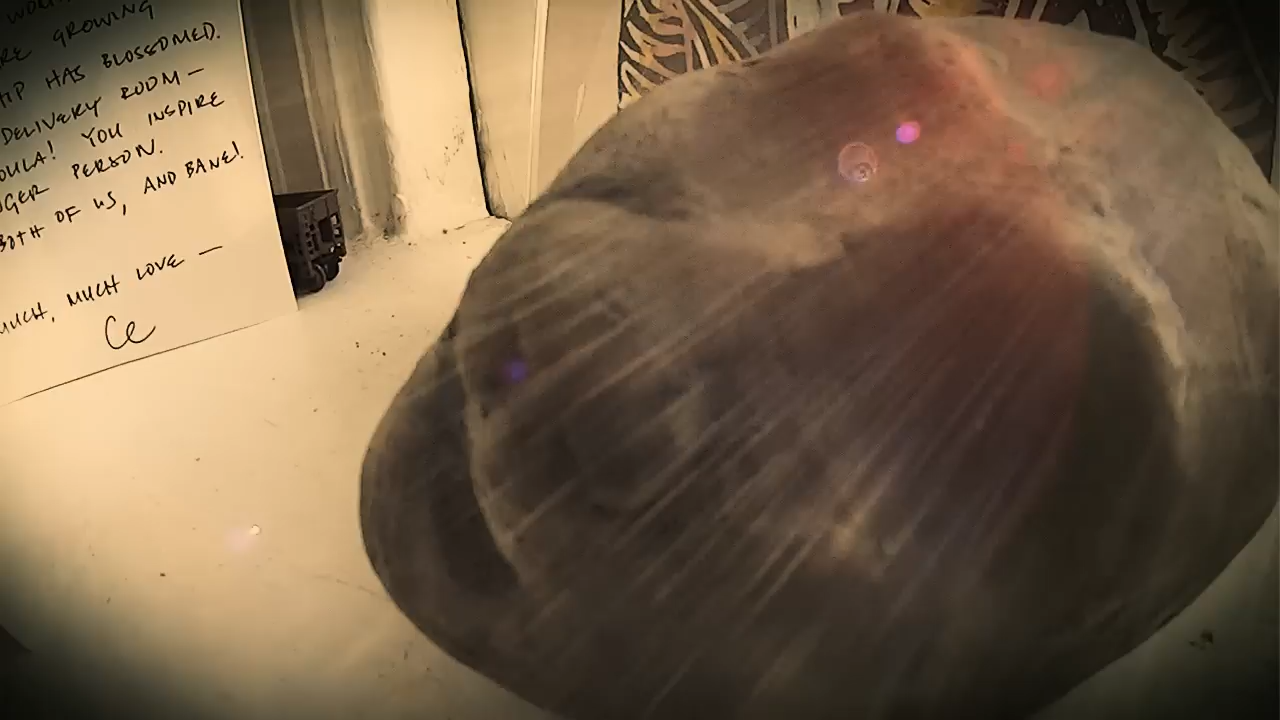 RE GROWING
HIP HAS BLOSSOMED.
DELIVERY ROOM —
OULA! YOU INSPIRE
GER PERSON.
BOTH OF US, AND BANE!
MUCH, MUCH LOVE —
Ce